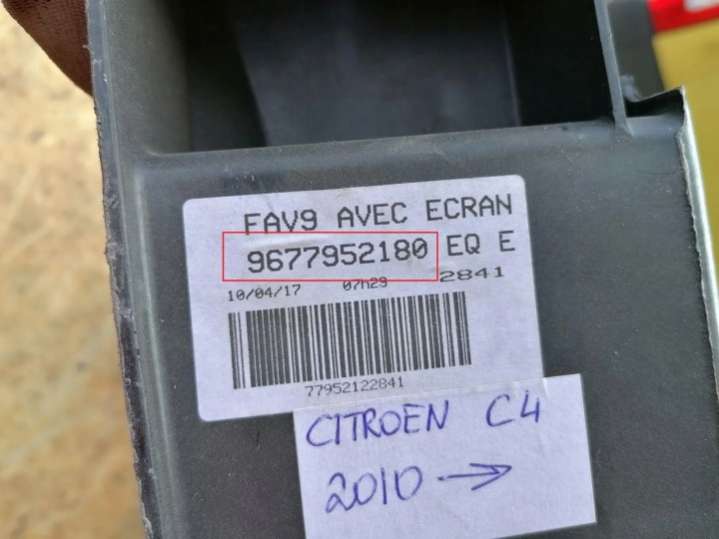 FAV9 AVEC ECRAN
9677952180 EQ E
10/04/17 07h29 2841
77952122841
CITROEN C4
2010 →